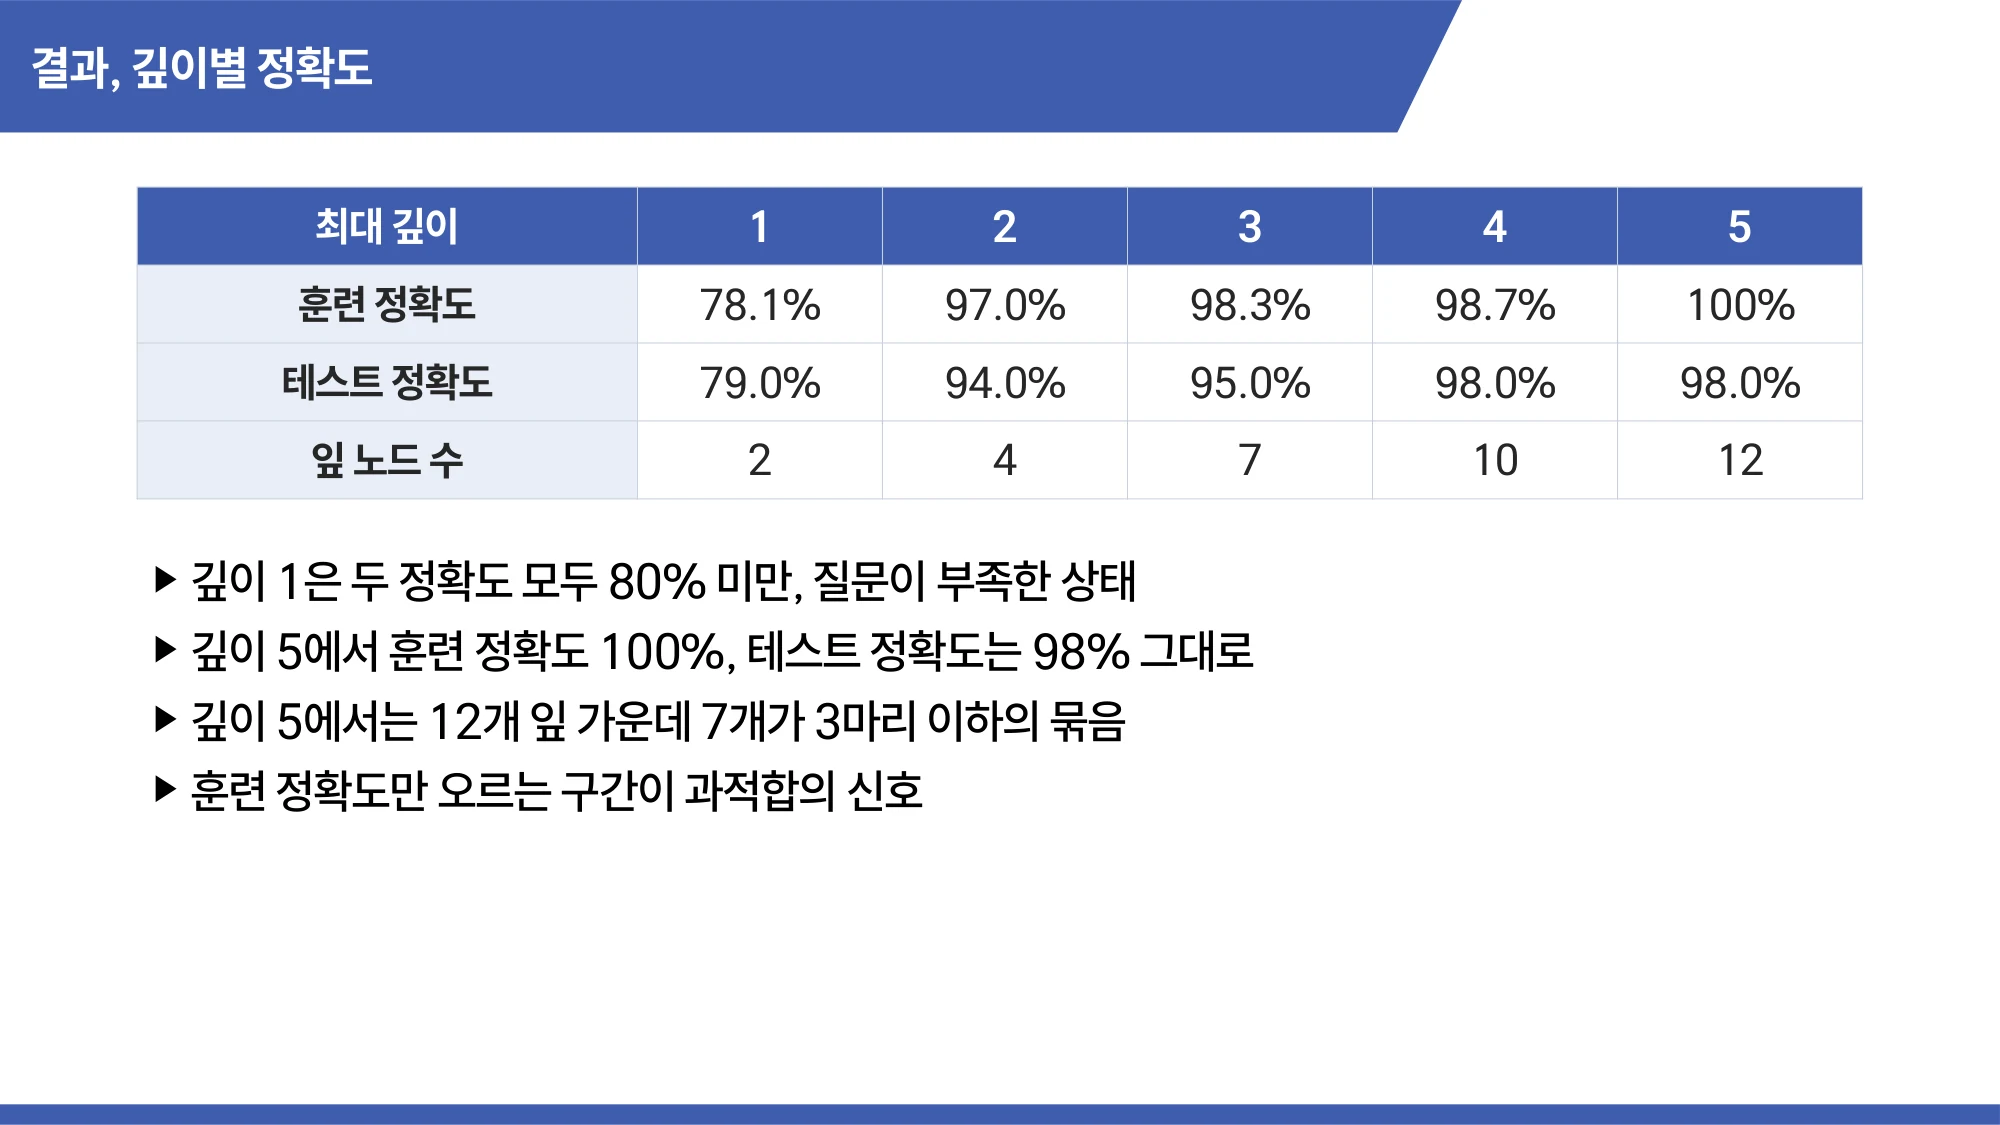 결과, 깊이별 정확도
최대 깊이 1 2 3 4 5
훈련 정확도 78.1% 97.0% 98.3% 98.7% 100%
테스트 정확도 79.0% 94.0% 95.0% 98.0% 98.0%
잎 노드 수 2 4 7 10 12
▶ 깊이 1은 두 정확도 모두 80% 미만, 질문이 부족한 상태
▶ 깊이 5에서 훈련 정확도 100%, 테스트 정확도는 98% 그대로
▶ 깊이 5에서는 12개 잎 가운데 7개가 3마리 이하의 묶음
▶ 훈련 정확도만 오르는 구간이 과적합의 신호